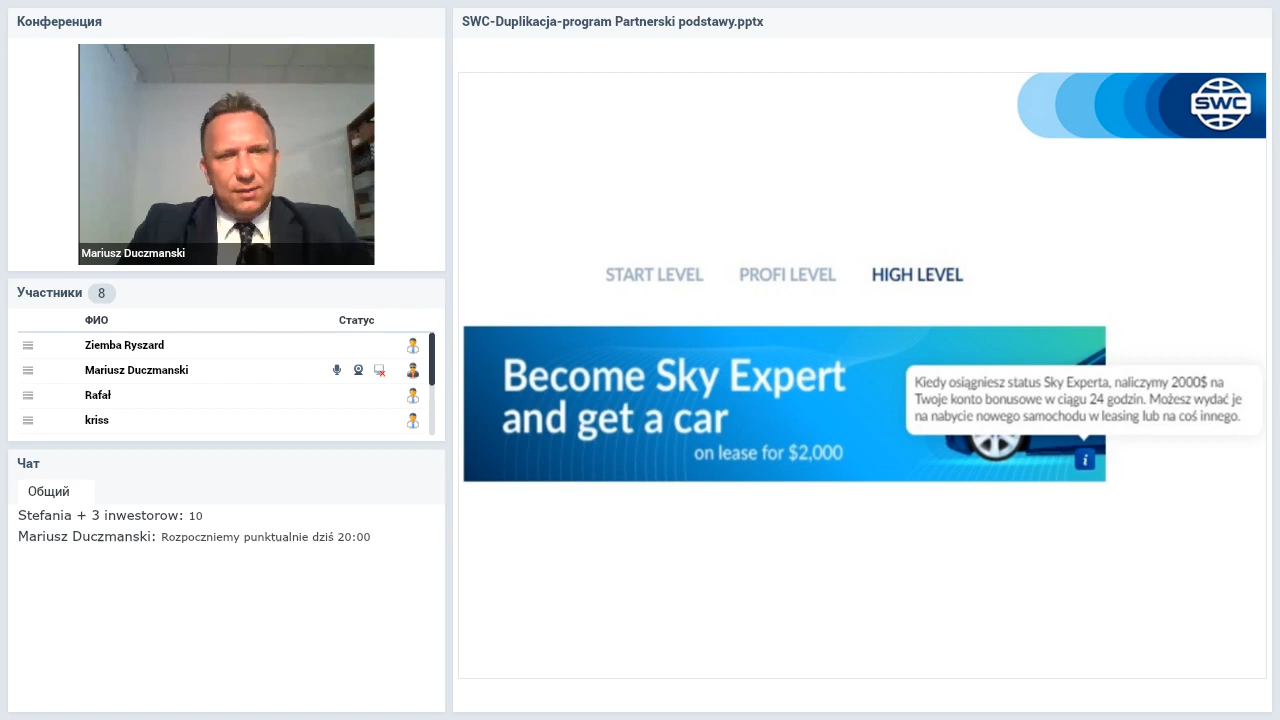 Конференция
Mariusz Duczmanski
Участники 8
ФИО Статус
Ziemba Ryszard
Mariusz Duczmanski
Rafał
kriss
Чат
Общий
Stefania + 3 inwestorow: 10
Mariusz Duczmanski: Rozpoczniemy punktualnie dziś 20:00
SWC-Duplikacja-program Partnerski podstawy.pptx
SWC
START LEVEL PROFI LEVEL HIGH LEVEL
Become Sky Expert
and get a car
on lease for $2,000
Kiedy osiągniesz status Sky Experta, naliczymy 2000$ na
Twoje konto bonusowe w ciągu 24 godzin. Możesz wydać je
na nabycie nowego samochodu w leasing lub na coś innego.
i